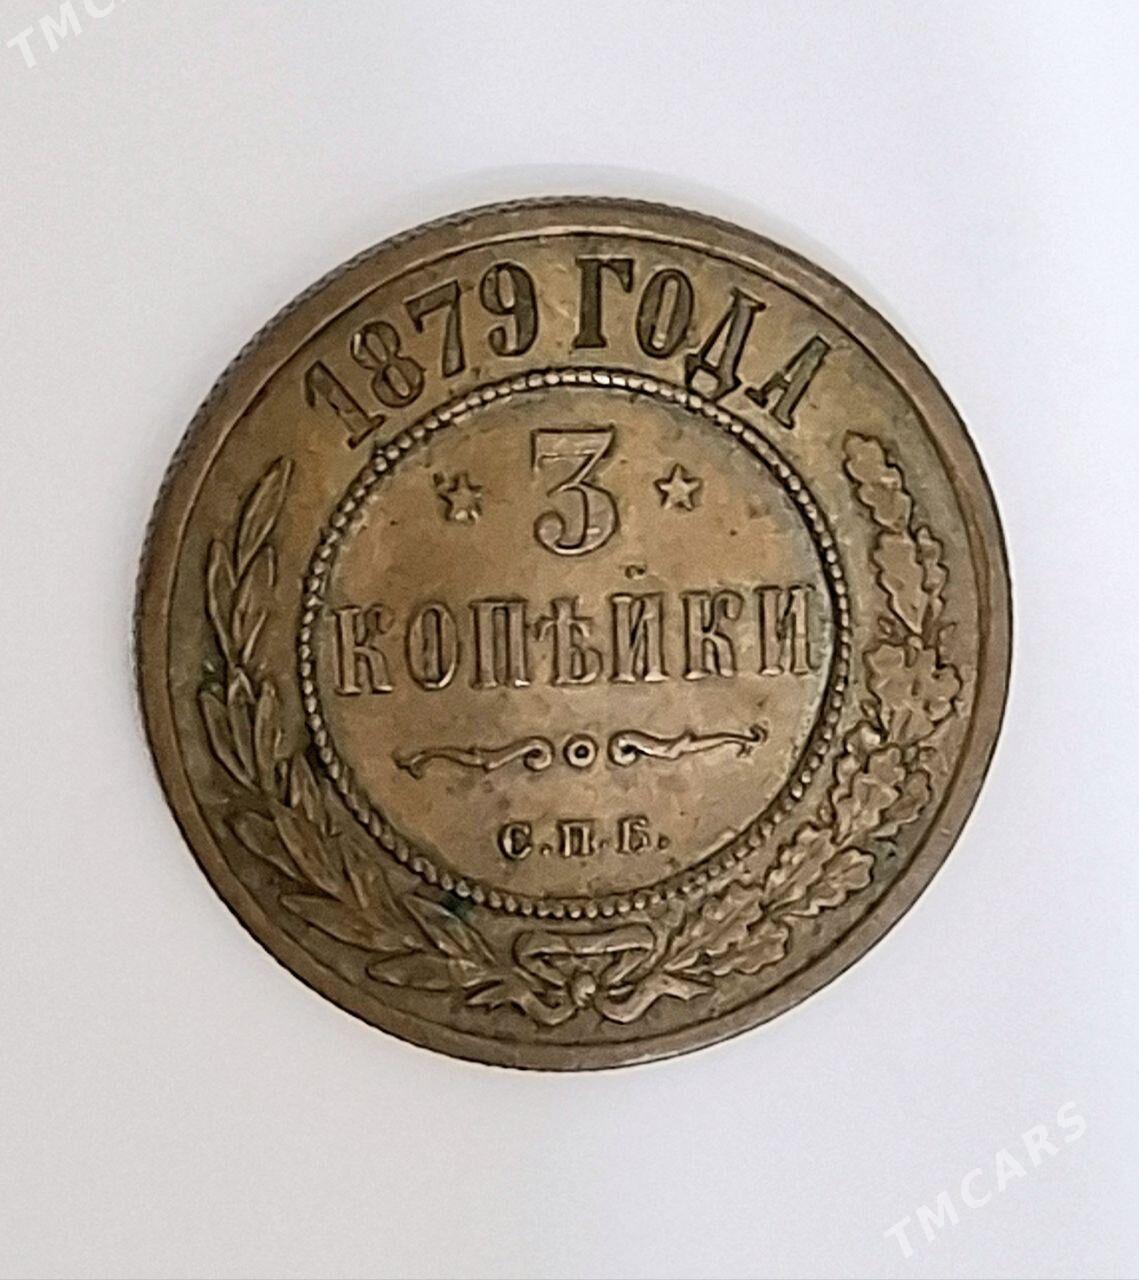 TMC
1879 ГОДА
3
КОПѢЙКИ
С.П.Б.
TMCARS